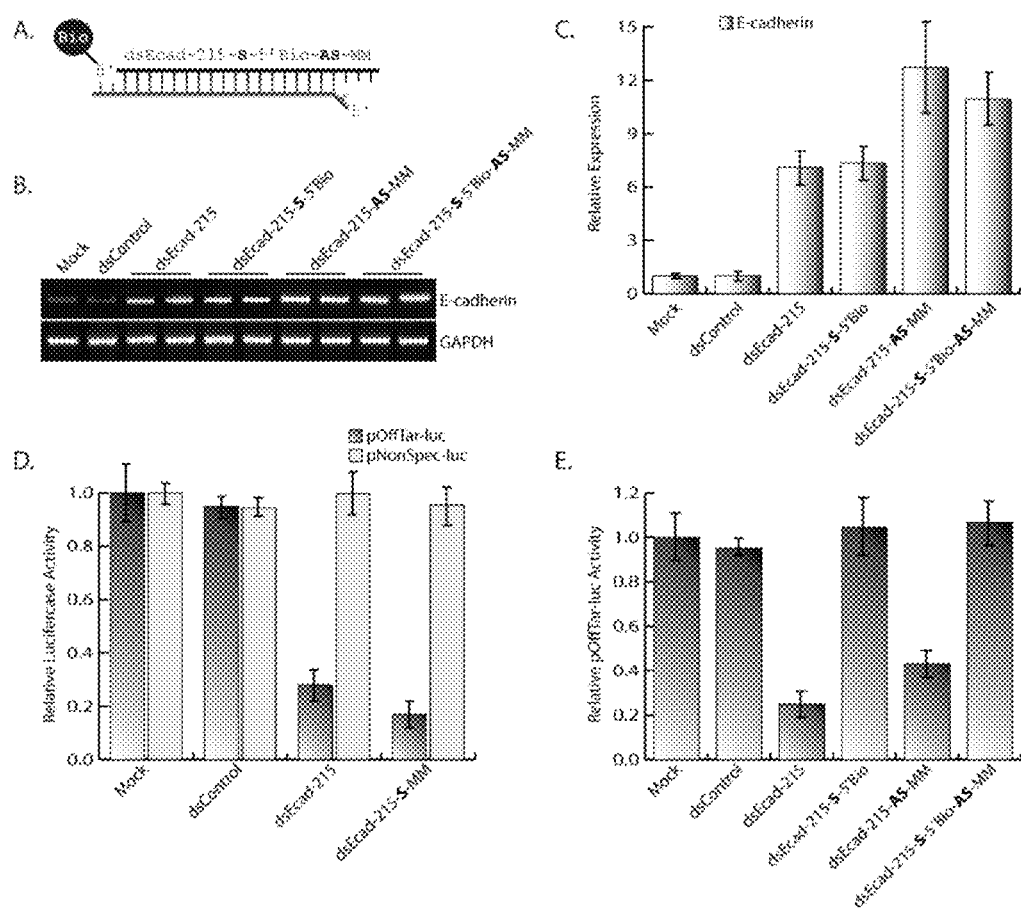 A.
Bio
dsEcad-215-S-5'Bio-AS-MM
5'
5'
B.
Mock
dsControl
dsEcad-215
dsEcad-215-S-5'Bio
dsEcad-215-AS-MM
dsEcad-215-S-5'Bio-AS-MM
E-cadherin
GAPDH
C.
E-cadherin
Relative Expression
15
12
9
6
3
0
Mock
dsControl
dsEcad-215
dsEcad-215-S-5'Bio
dsEcad-215-AS-MM
dsEcad-215-S-5'Bio-AS-MM
D.
pOffTar-luc
pNonSpec-luc
Relative Lucifercase Activity
1.0
0.8
0.6
0.4
0.2
0.0
Mock
dsControl
dsEcad-215
dsEcad-215-S-MM
E.
Relative pOffTar-luc Activity
1.2
1.0
0.8
0.6
0.4
0.2
0.0
Mock
dsControl
dsEcad-215
dsEcad-215-S-5'Bio
dsEcad-215-AS-MM
dsEcad-215-S-5'Bio-AS-MM